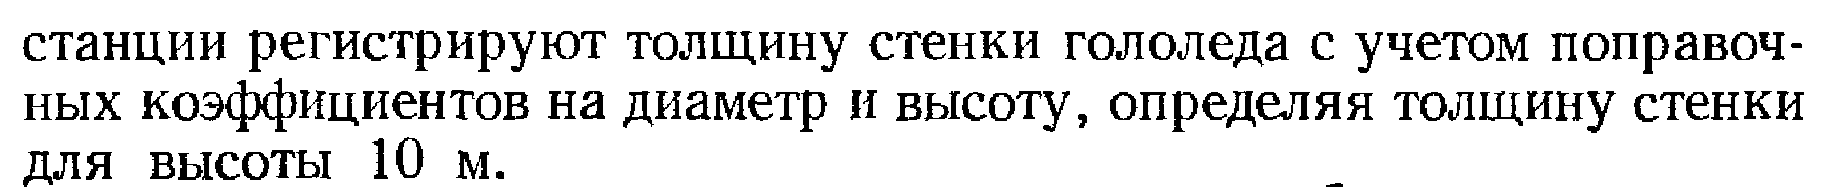 станции регистрируют толщину стенки гололеда с учетом поправоч-
ных коэффициентов на диаметр и высоту, определяя толщину стенки
для высоты 10 м.